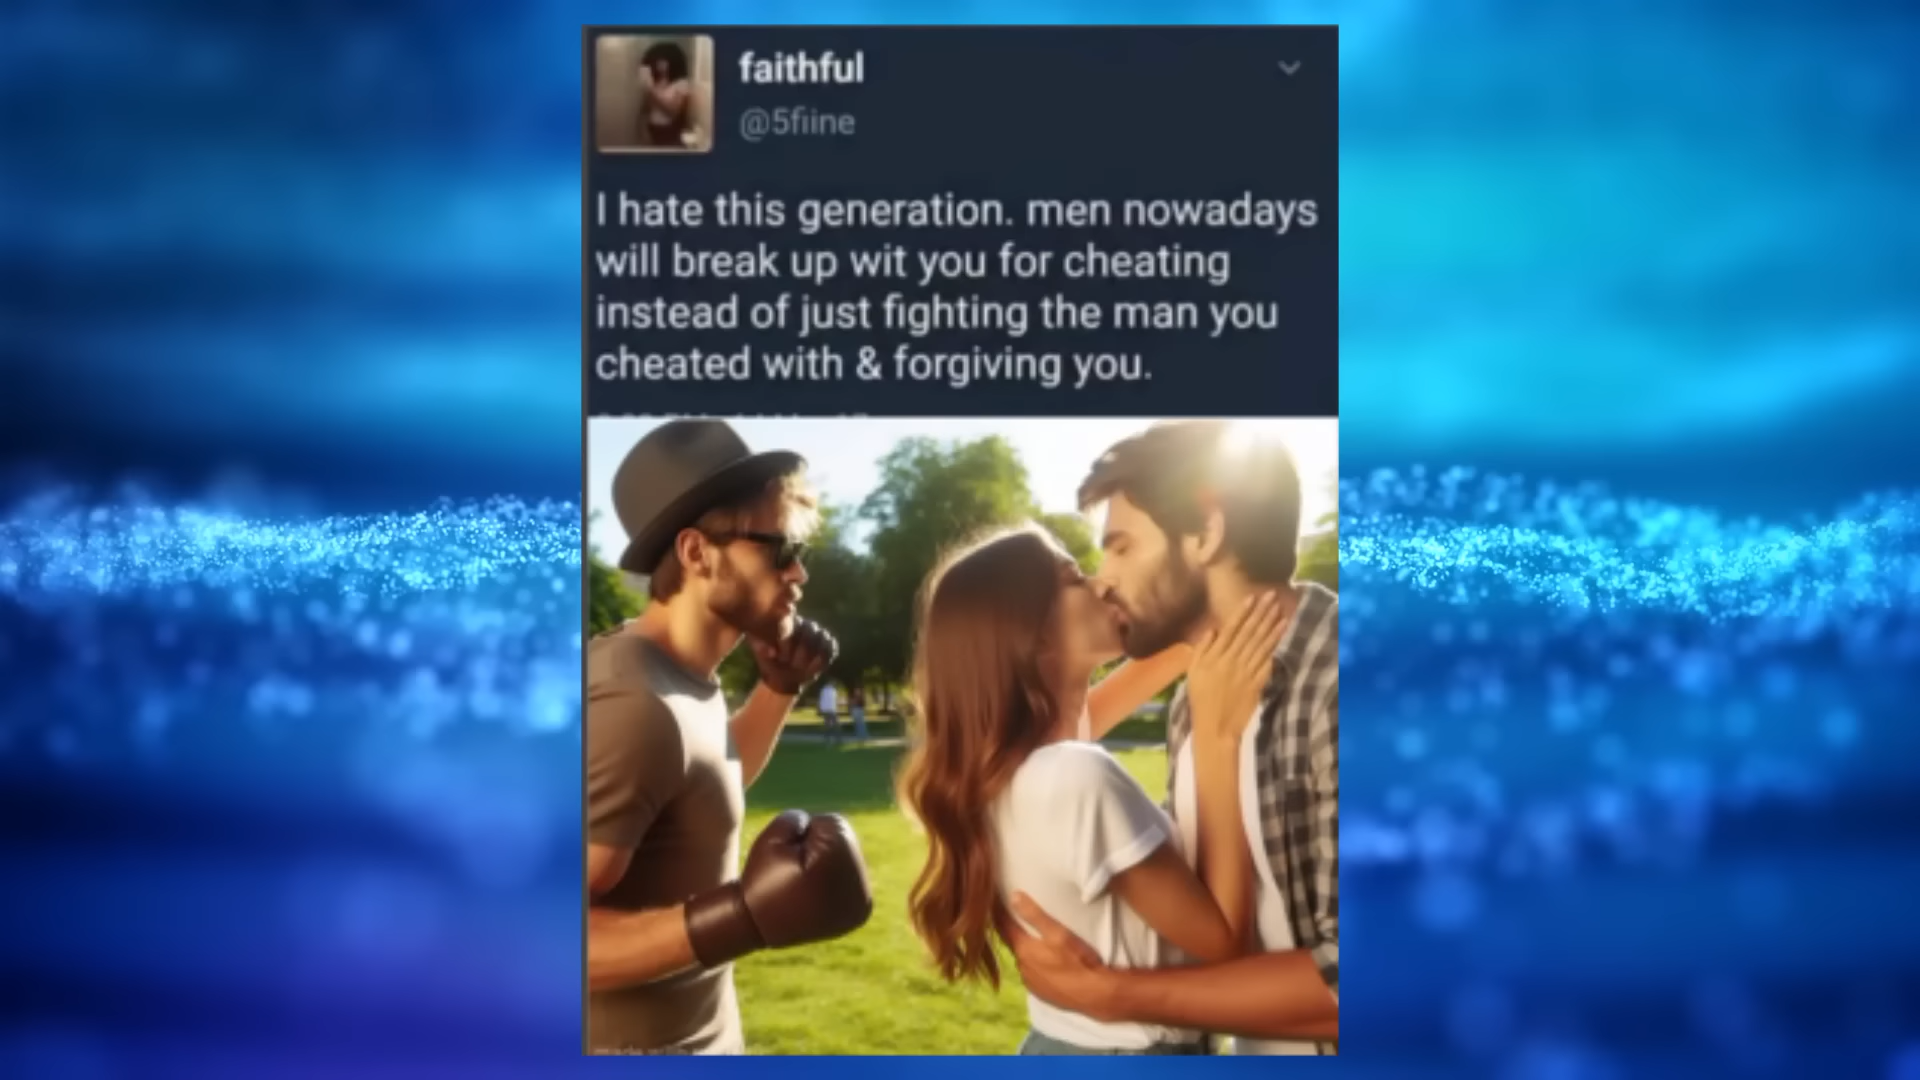 faithful
@5fiine
I hate this generation. men nowadays
will break up wit you for cheating
instead of just fighting the man you
cheated with & forgiving you.